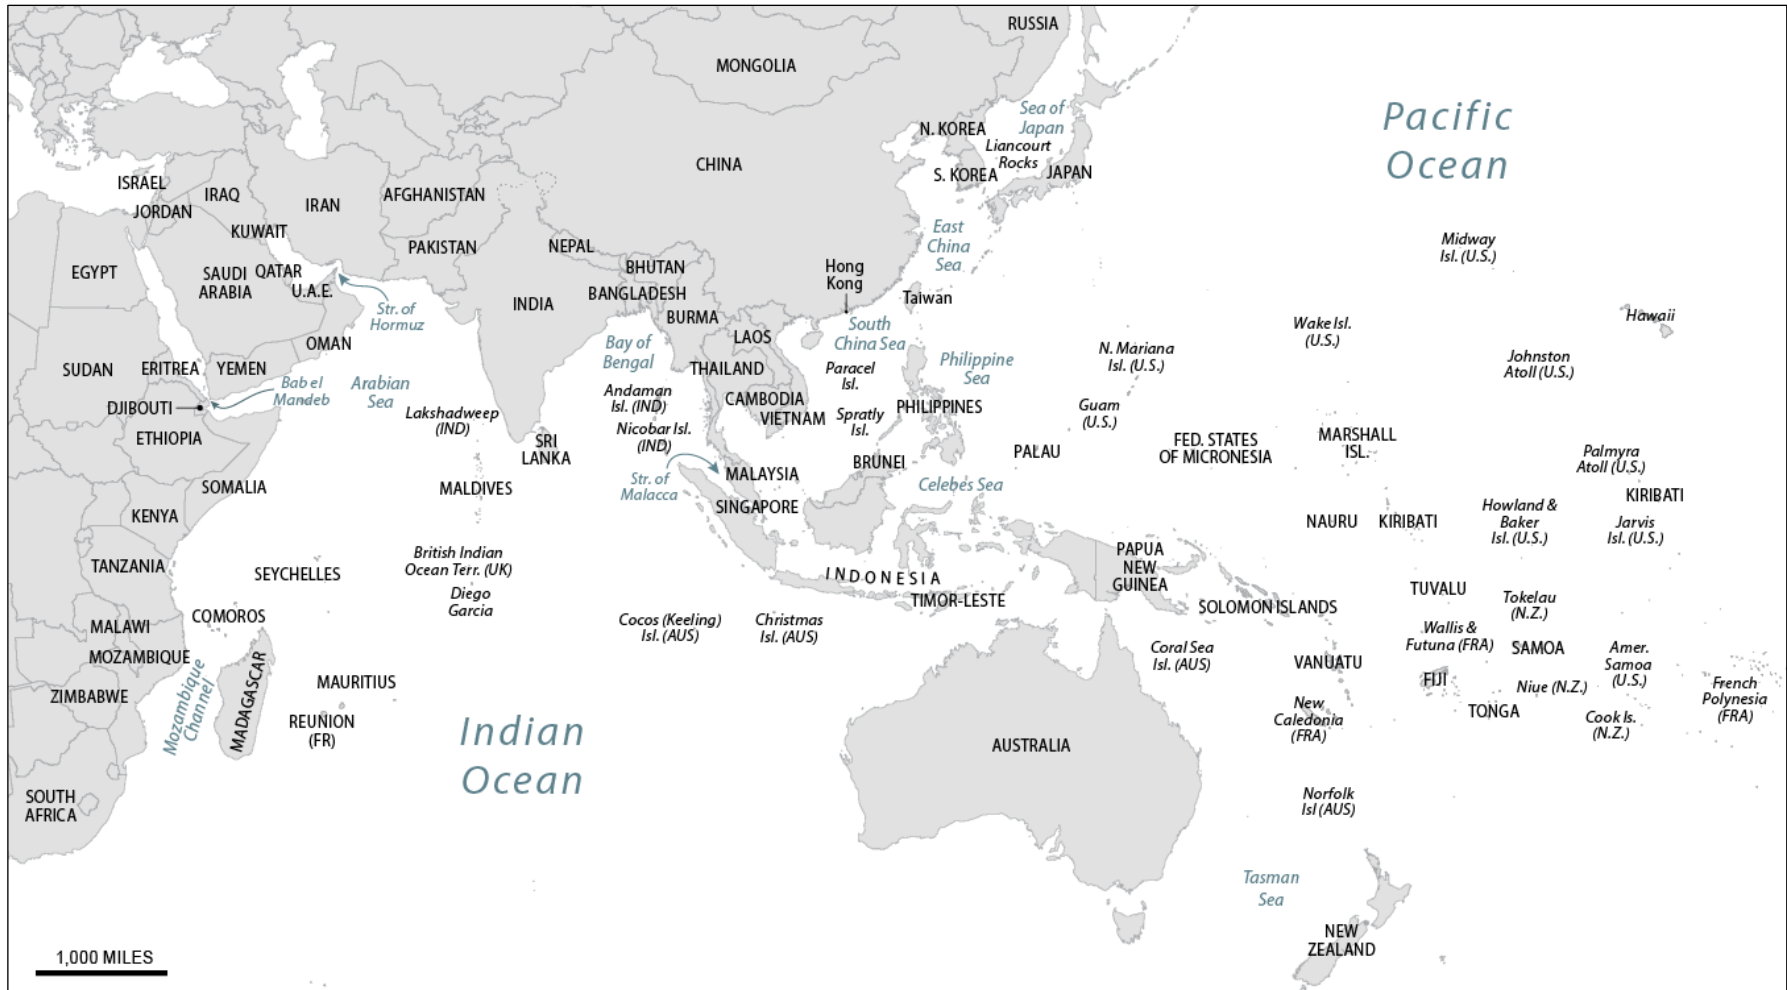 RUSSIA
MONGOLIA
Pacific
Ocean
Sea of
Japan
N. KOREA
Liancourt
Rocks
CHINA
S. KOREA
JAPAN
ISRAEL
IRAQ
AFGHANISTAN
IRAN
JORDAN
KUWAIT
PAKISTAN
NEPAL
East
China
Sea
Midway
Isl. (U.S.)
EGYPT
SAUDI
ARABIA
QATAR
U.A.E.
BHUTAN
Hong
Kong
BANGLADESH
INDIA
Taiwan
Str. of
Hormuz
BURMA
South
China Sea
Wake Isl.
(U.S.)
Hawaii
OMAN
LAOS
Bay of
Bengal
SUDAN
ERITREA
YEMEN
THAILAND
Paracel
Isl.
Philippine
Sea
N. Mariana
Isl. (U.S.)
Johnston
Atoll (U.S.)
Bab el
Mandeb
Arabian
Sea
Andaman
Isl. (IND)
CAMBODIA
DJIBOUTI
Lakshadweep
(IND)
VIETNAM
Spratly
Isl.
PHILIPPINES
Guam
(U.S.)
ETHIOPIA
Nicobar Isl.
(IND)
SRI
LANKA
PALAU
FED. STATES
OF MICRONESIA
MARSHALL
ISL.
Palmyra
Atoll (U.S.)
BRUNEI
MALAYSIA
Str. of
Malacca
Celebes Sea
SOMALIA
MALDIVES
KIRIBATI
SINGAPORE
KENYA
NAURU
KIRIBATI
Howland &
Baker
Isl. (U.S.)
Jarvis
Isl. (U.S.)
TANZANIA
SEYCHELLES
British Indian
Ocean Terr. (UK)
Diego
Garcia
INDONESIA
PAPUA
NEW
GUINEA
TIMOR-LESTE
SOLOMON ISLANDS
TUVALU
Tokelau
(N.Z.)
COMOROS
MALAWI
Cocos (Keeling)
Isl. (AUS)
Christmas
Isl. (AUS)
Wallis &
Futuna (FRA)
MOZAMBIQUE
Coral Sea
Isl. (AUS)
VANUATU
SAMOA
Amer.
Samoa
(U.S.)
ZIMBABWE
Mozambique
Channel
MADAGASCAR
MAURITIUS
FIJI
Niue (N.Z.)
French
Polynesia
(FRA)
REUNION
(FR)
New
Caledonia
(FRA)
TONGA
Cook Is.
(N.Z.)
Indian
Ocean
AUSTRALIA
SOUTH
AFRICA
Norfolk
Isl (AUS)
Tasman
Sea
NEW
ZEALAND
1,000 MILES